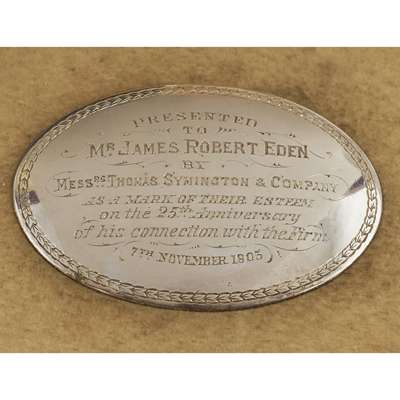 PRESENTED
TO
MR JAMES ROBERT EDEN
BY
MESSRS THOMAS SYMINGTON & COMPANY
AS A MARK OF THEIR ESTEEM
on the 25th Anniversary
of his connection with the Firm
7TH NOVEMBER 1905